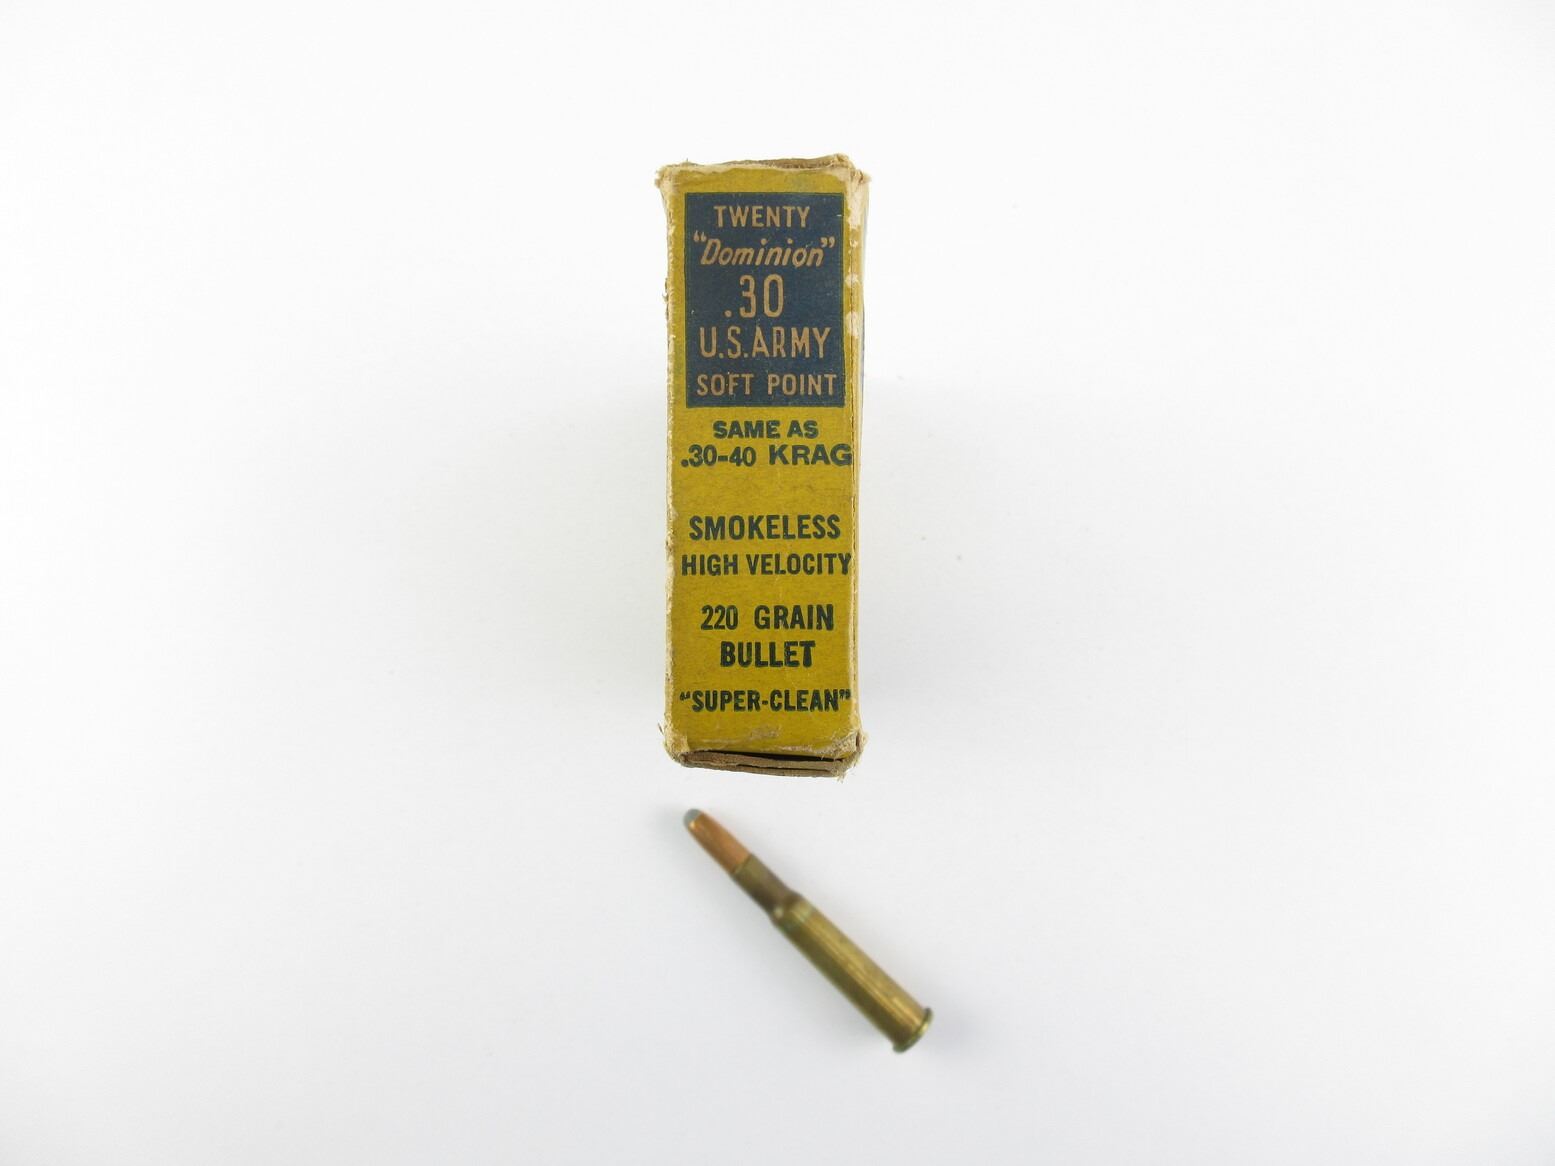 TWENTY
"Dominion"
.30
U.S.ARMY
SOFT POINT
SAME AS
.30-40 KRAG
SMOKELESS
HIGH VELOCITY
220 GRAIN
BULLET
"SUPER-CLEAN"